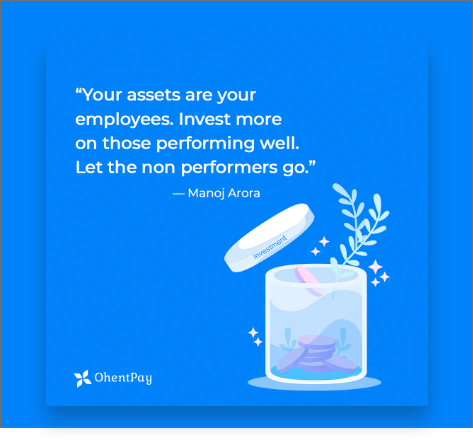 “Your assets are your
employees. Invest more
on those performing well.
Let the non performers go.”
— Manoj Arora
investment
OhentPay